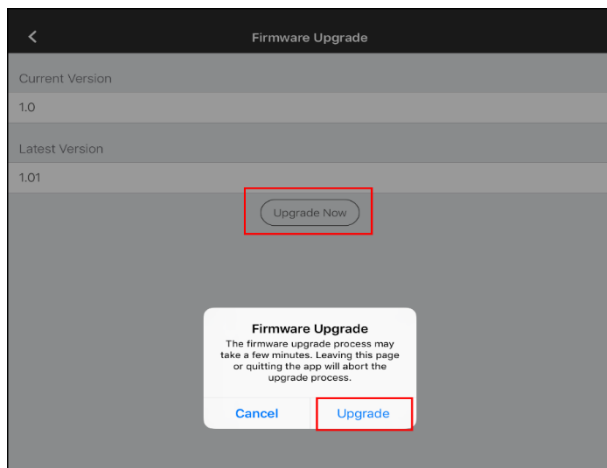 Firmware Upgrade
Current Version
1.0
Latest Version
1.01
Upgrade Now
Firmware Upgrade
The firmware upgrade process may
take a few minutes. Leaving this page
or quitting the app will abort the
upgrade process.
Cancel Upgrade